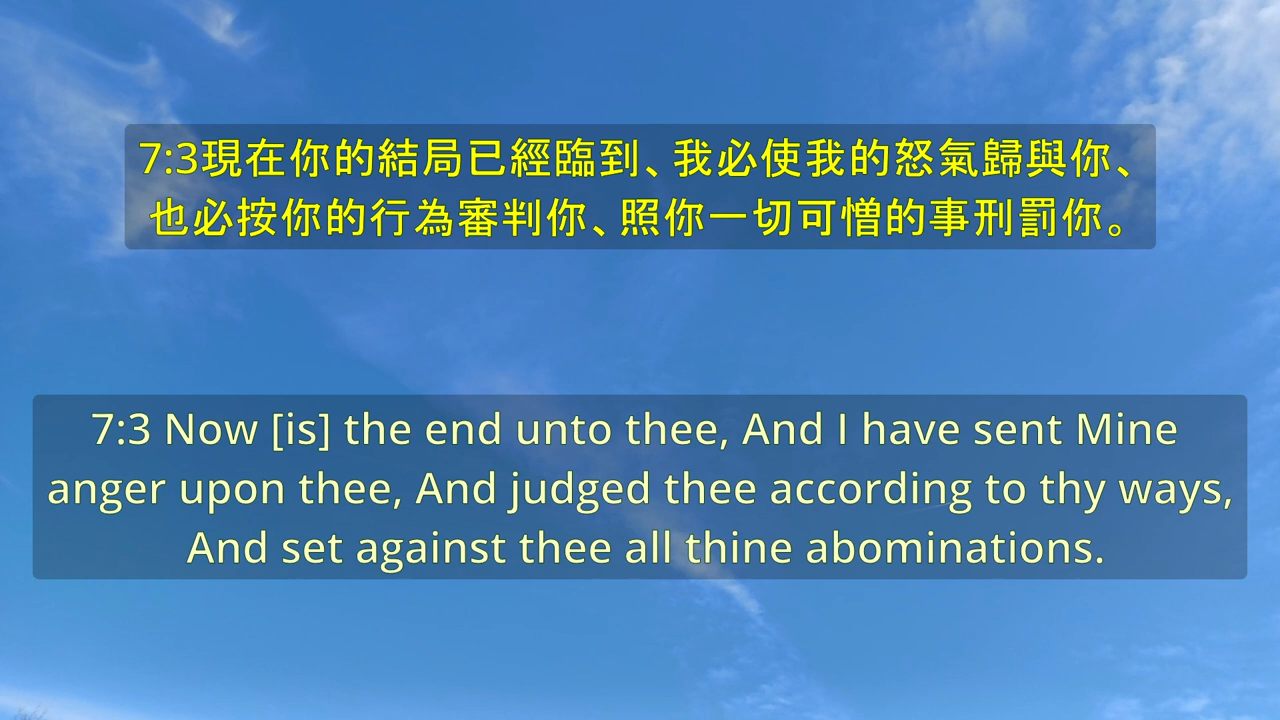 7:3現在你的結局已經臨到、我必使我的怒氣歸與你、
也必按你的行為審判你、照你一切可憎的事刑罰你。
7:3 Now [is] the end unto thee, And I have sent Mine
anger upon thee, And judged thee according to thy ways,
And set against thee all thine abominations.